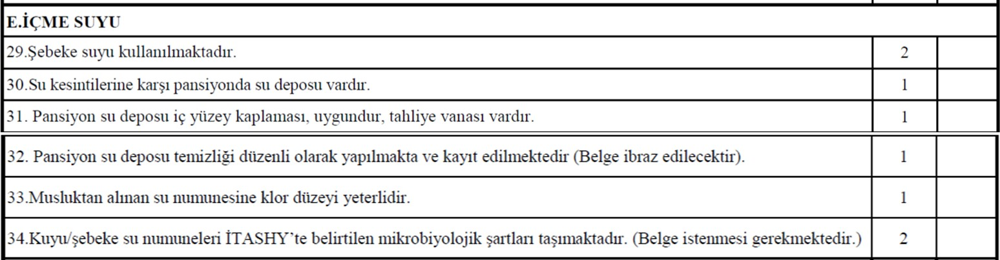 E.İÇME SUYU
29.Şebeke suyu kullanılmaktadır. 2
30.Su kesintilerine karşı pansiyonda su deposu vardır. 1
31. Pansiyon su deposu iç yüzey kaplaması, uygundur, tahliye vanası vardır. 1
32. Pansiyon su deposu temizliği düzenli olarak yapılmakta ve kayıt edilmektedir (Belge ibraz edilecektir). 1
33.Musluktan alınan su numunesine klor düzeyi yeterlidir. 1
34.Kuyu/şebeke su numuneleri İTASHY’te belirtilen mikrobiyolojik şartları taşımaktadır. (Belge istenmesi gerekmektedir.) 2